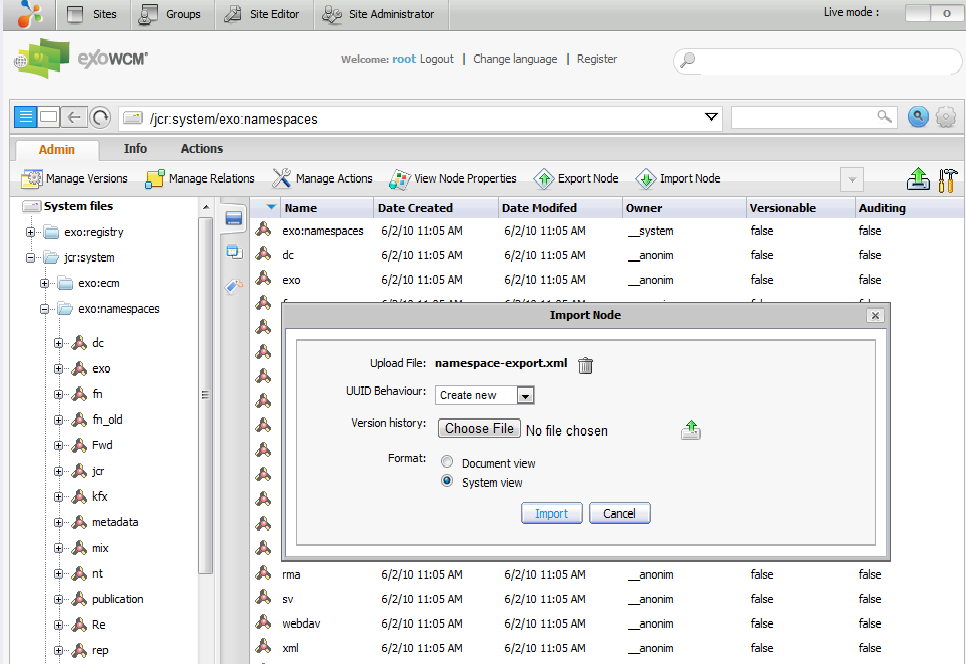 Sites Groups Site Editor Site Administrator Live mode :
exoWCM
Welcome: root Logout | Change language | Register
/jcr:system/exo:namespaces
Admin Info Actions
Manage Versions Manage Relations Manage Actions View Node Properties Export Node Import Node
System files
exo:registry
jcr:system
exo:ecm
exo:namespaces
dc
exo
fn
fn_old
Fwd
jcr
kfx
metadata
mix
nt
publication
Re
rep
Name Date Created Date Modifed Owner Versionable Auditing
exo:namespaces 6/2/10 11:05 AM 6/2/10 11:05 AM __system false false
dc 6/2/10 11:05 AM 6/2/10 11:05 AM __anonim false false
exo 6/2/10 11:05 AM 6/2/10 11:05 AM __anonim false false
Import Node
Upload File: namespace-export.xml
UUID Behaviour: Create new
Version history: Choose File No file chosen
Format: Document view
System view
Import Cancel
rma 6/2/10 11:05 AM 6/2/10 11:05 AM __anonim false false
sv 6/2/10 11:05 AM 6/2/10 11:05 AM __anonim false false
webdav 6/2/10 11:05 AM 6/2/10 11:05 AM __anonim false false
xml 6/2/10 11:05 AM 6/2/10 11:05 AM __anonim false false